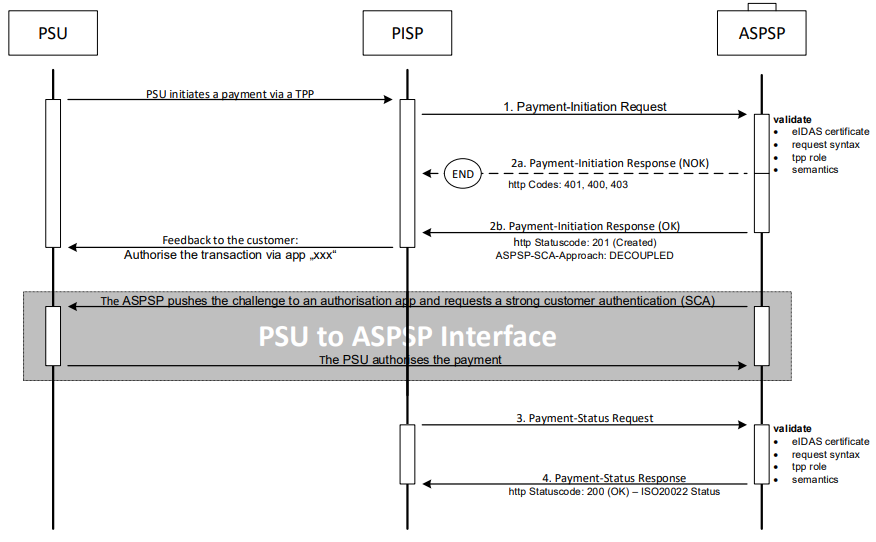 PSU
PISP
ASPSP
PSU initiates a payment via a TPP
1. Payment-Initiation Request
validate
• eIDAS certificate
• request syntax
• tpp role
• semantics
2a. Payment-Initiation Response (NOK)
END
http Codes: 401, 400, 403
2b. Payment-Initiation Response (OK)
http Statuscode: 201 (Created)
ASPSP-SCA-Approach: DECOUPLED
Feedback to the customer:
Authorise the transaction via app „xxx“
The ASPSP pushes the challenge to an authorisation app and requests a strong customer authentication (SCA)
PSU to ASPSP Interface
The PSU authorises the payment
3. Payment-Status Request
validate
• eIDAS certificate
• request syntax
• tpp role
• semantics
4. Payment-Status Response
http Statuscode: 200 (OK) – ISO20022 Status